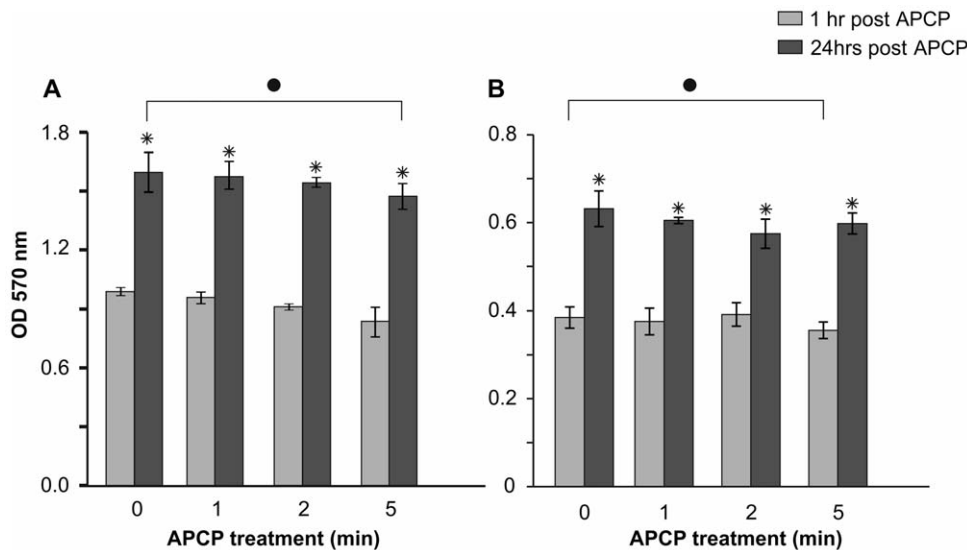 1 hr post APCP
24hrs post APCP
A
B
●
●
1.8
1.2
0.6
0.0
OD 570 nm
* * * *
0 1 2 5
APCP treatment (min)
0.8
0.6
0.4
0.2
0
* * * *
0 1 2 5
APCP treatment (min)